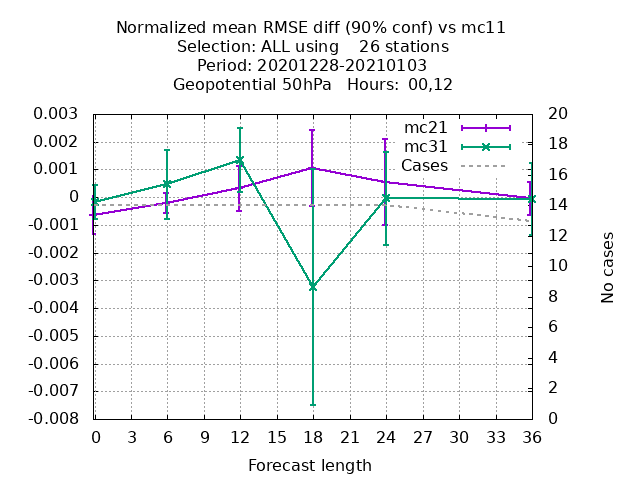 Normalized mean RMSE diff (90% conf) vs mc11
Selection: ALL using    26 stations
Period: 20201228-20210103
Geopotential 50hPa   Hours:  00,12
0.003
0.002
0.001
0
-0.001
-0.002
-0.003
-0.004
-0.005
-0.006
-0.007
-0.008
mc21
mc31
Cases
20
18
16
14
12
10
8
6
4
2
0
No cases
0 3 6 9 12 15 18 21 24 27 30 33 36
Forecast length